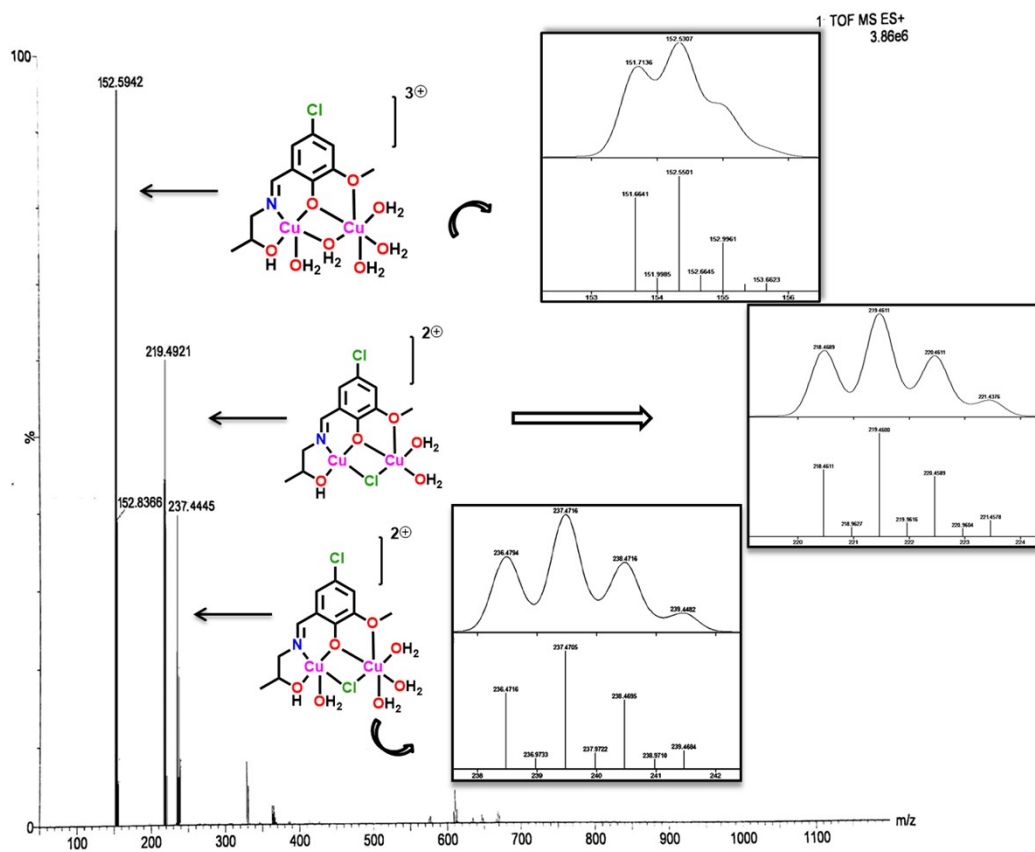 1: TOF MS ES+
3.86e6
100
%
0
152.5942
219.4921
152.8366
237.4445
100 200 300 400 500 600 700 800 900 1000 1100 m/z
3⊕
Cl
N
O
O
Cu
Cu
O
H
OH2
O
H2
OH2
OH2
OH2
2⊕
Cl
N
O
O
Cu
Cu
O
H
Cl
OH2
OH2
2⊕
Cl
N
O
O
Cu
Cu
O
H
OH2
Cl
OH2
OH2
OH2
151.7136
152.5307
151.6641
151.9985
152.5501
152.6645
152.9961
153.6623
153 154 155 156
218.4689
219.4611
220.4611
221.4376
218.4611
218.9627
219.4600
219.9616
220.4589
220.9604
221.4578
220 221 222 223 224
236.4794
237.4716
238.4716
239.4482
236.4716
236.9733
237.4705
237.9722
238.4695
238.9710
239.4684
238 239 240 241 242